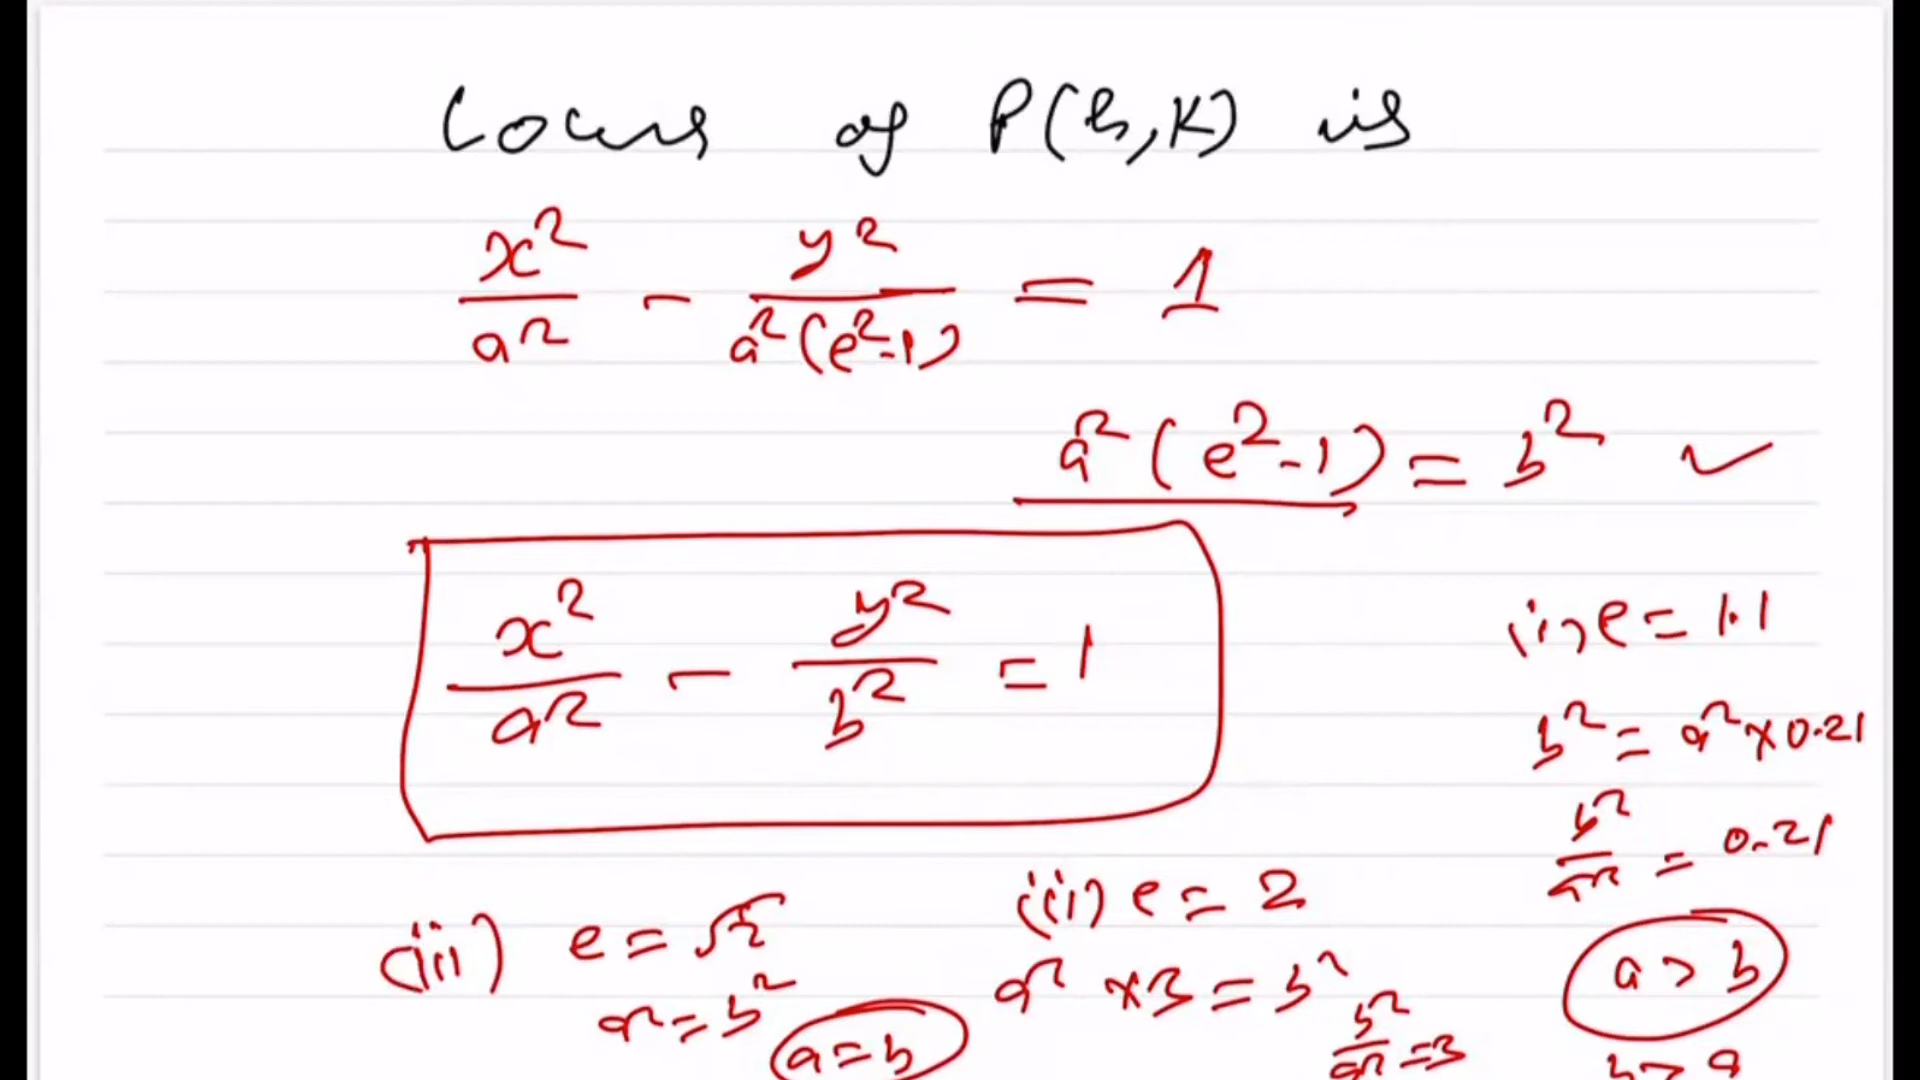 Locus of P(h,K) is
x²/a² - y²/a²(e²-1) = 1
a²(e²-1) = b² ✓
x²/a² - y²/b² = 1
(i) e = 1.1
b² = a² × 0.21
b²/a² = 0.21
a > b
(ii) e = 2
a² × 3 = b²
b²/a² = 3
b > a
(iii) e = √2
a² = b²
a = b